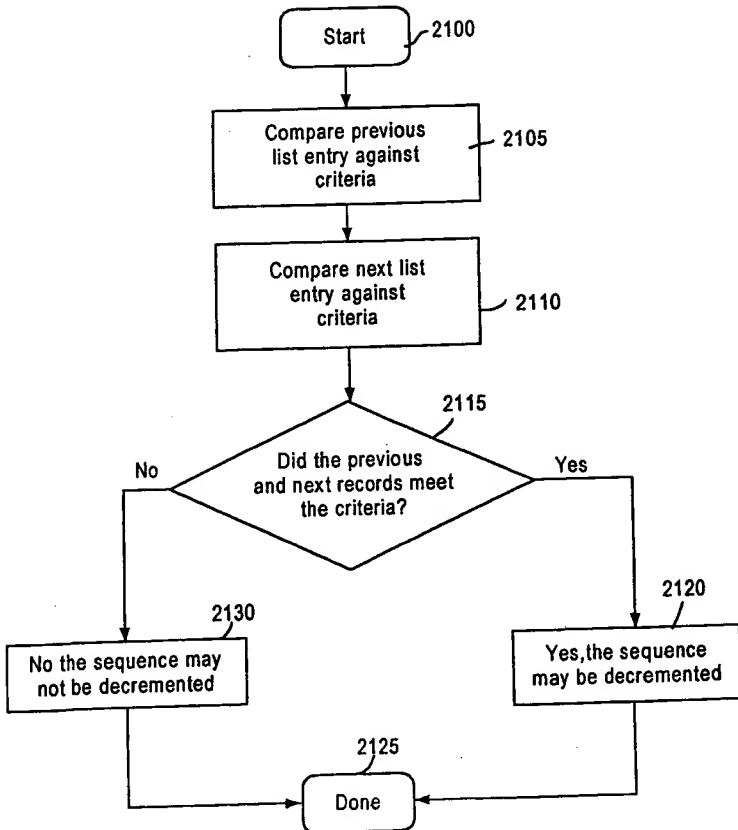 Start
2100
Compare previous
list entry against
criteria
2105
Compare next list
entry against
criteria
2110
2115
Did the previous
and next records meet
the criteria?
No
Yes
2130
No the sequence may
not be decremented
2120
Yes,the sequence
may be decremented
2125
Done